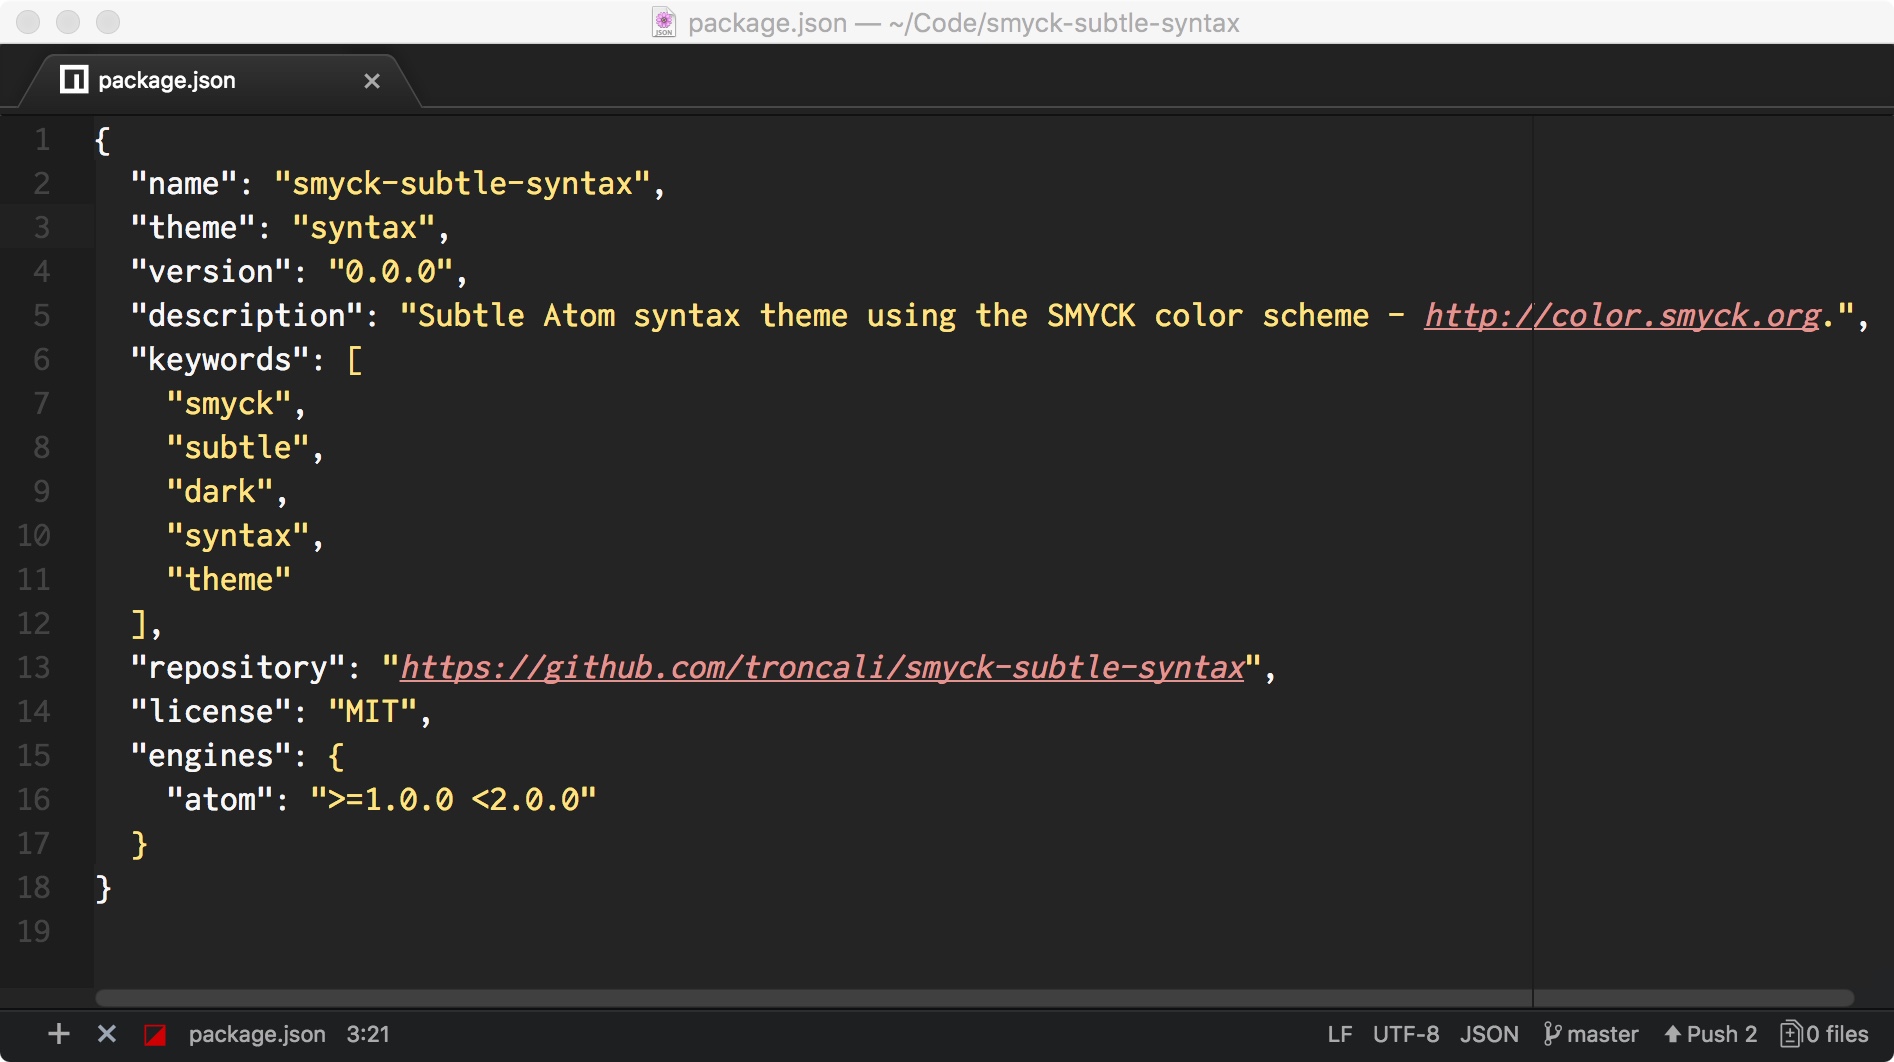 package.json — ~/Code/smyck-subtle-syntax
package.json
1 {
2   "name": "smyck-subtle-syntax",
3   "theme": "syntax",
4   "version": "0.0.0",
5   "description": "Subtle Atom syntax theme using the SMYCK color scheme - http://color.smyck.org.",
6   "keywords": [
7     "smyck",
8     "subtle",
9     "dark",
10     "syntax",
11     "theme"
12   ],
13   "repository": "https://github.com/troncali/smyck-subtle-syntax",
14   "license": "MIT",
15   "engines": {
16     "atom": ">=1.0.0 <2.0.0"
17   }
18 }
19
package.json 3:21 LF UTF-8 JSON master Push 2 0 files